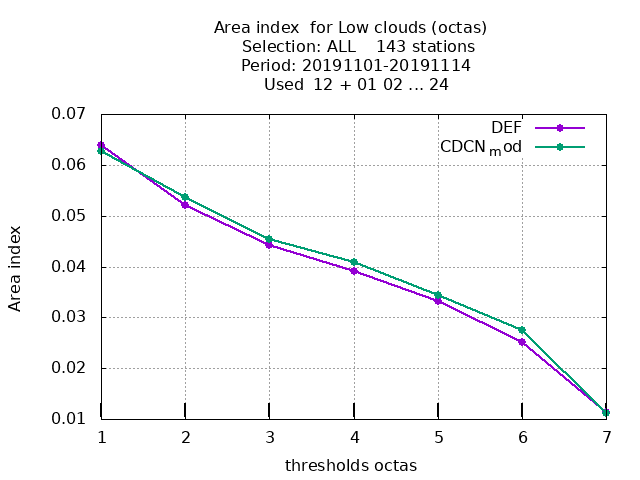 Area index  for Low clouds (octas)
Selection: ALL    143 stations
Period: 20191101-20191114
Used  12 + 01 02 ... 24
0.07
0.06
0.05
0.04
0.03
0.02
0.01
Area index
DEF
CDCNmod
1 2 3 4 5 6 7
thresholds octas